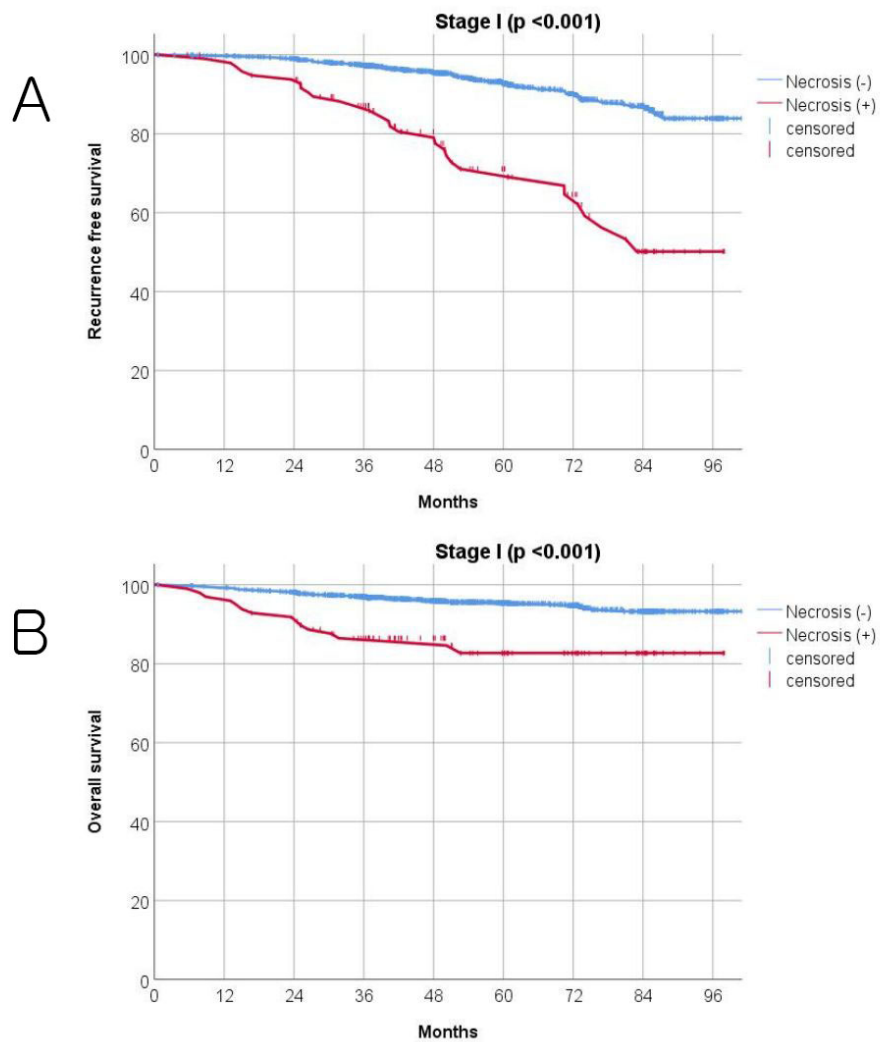 A
Stage I (p <0.001)
Recurrence free survival
100
80
60
40
20
0
0 12 24 36 48 60 72 84 96
Months
Necrosis (-)
Necrosis (+)
censored
censored
B
Stage I (p <0.001)
Overall survival
100
80
60
40
20
0
0 12 24 36 48 60 72 84 96
Months
Necrosis (-)
Necrosis (+)
censored
censored